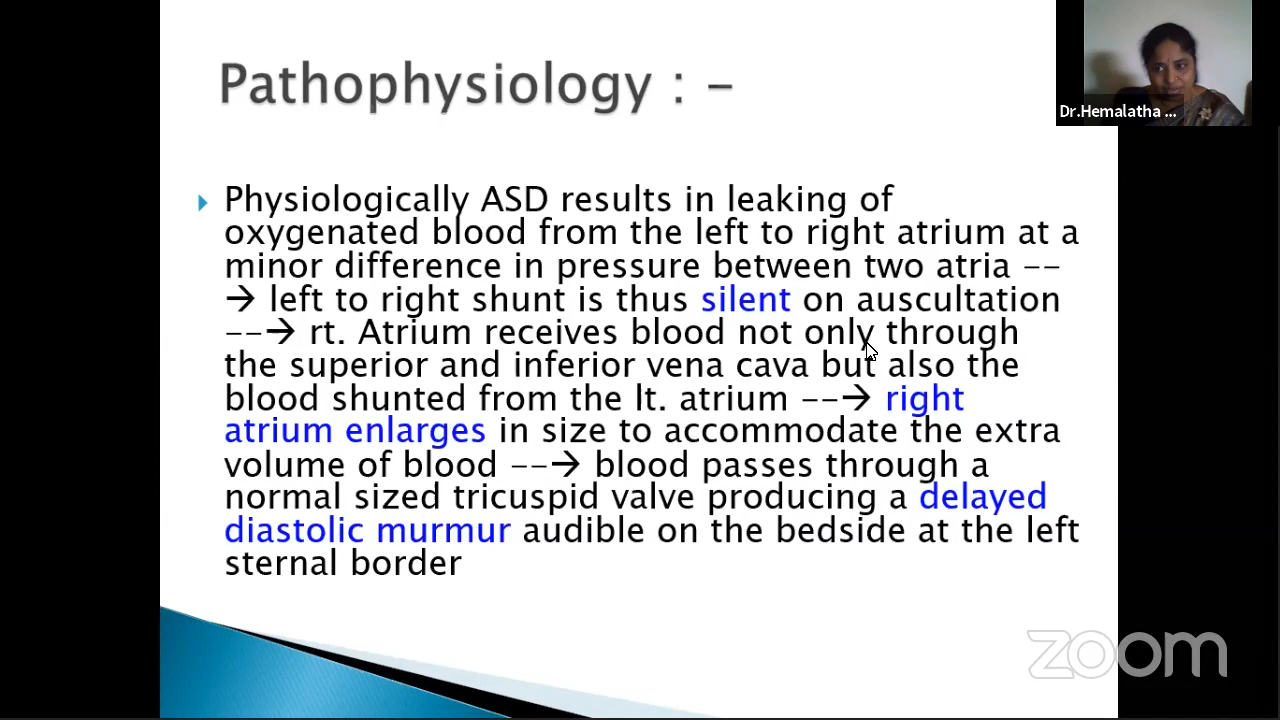 Pathophysiology : -
Dr.Hemalatha ...
Physiologically ASD results in leaking of
oxygenated blood from the left to right atrium at a
minor difference in pressure between two atria --
→ left to right shunt is thus silent on auscultation
--→ rt. Atrium receives blood not only through
the superior and inferior vena cava but also the
blood shunted from the lt. atrium --→ right
atrium enlarges in size to accommodate the extra
volume of blood --→ blood passes through a
normal sized tricuspid valve producing a delayed
diastolic murmur audible on the bedside at the left
sternal border
zoom